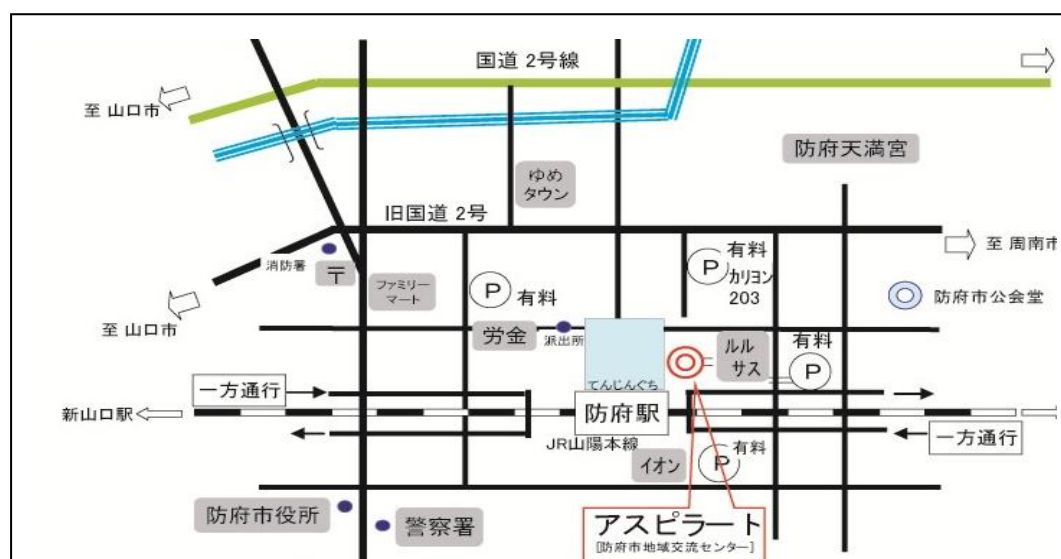 国道 2号線
至 山口市
防府天満宮
ゆめ
タウン
旧国道 2号
至 周南市
消防署
〒
ファミリー
マート
P
有料
P
有料
カリヨン
203
防府市公会堂
至 山口市
労金
派出所
ルル
サス
有料
P
てんじんぐち
一方通行
新山口駅
防府駅
JR山陽本線
イオン
P
有料
一方通行
防府市役所
警察署
アスピラート
[防府市地域交流センター]